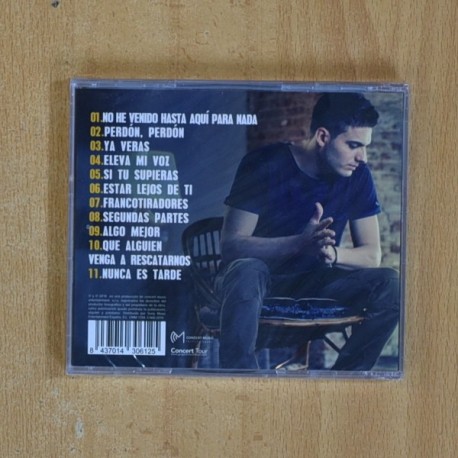 01.NO HE VENIDO HASTA AQUÍ PARA NADA
02.PERDÓN, PERDÓN
03.YA VERAS
04.ELEVA MI VOZ
05.SI TU SUPIERAS
06.ESTAR LEJOS DE TI
07.FRANCOTIRADORES
08.SEGUNDAS PARTES
09.ALGO MEJOR
10.QUE ALGUIEN
VENGA A RESCATARNOS
11.NUNCA ES TARDE
8 437014 306125
Concert Tour